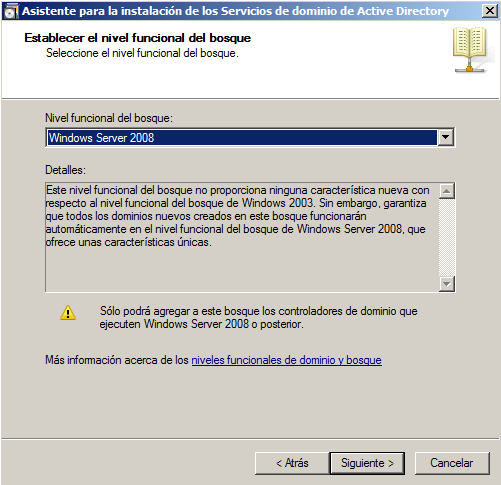 Asistente para la instalación de los Servicios de dominio de Active Directory
Establecer el nivel funcional del bosque
Seleccione el nivel funcional del bosque.
Nivel funcional del bosque:
Windows Server 2008
Detalles:
Este nivel funcional del bosque no proporciona ninguna característica nueva con
respecto al nivel funcional del bosque de Windows 2003. Sin embargo, garantiza
que todos los dominios nuevos creados en este bosque funcionarán
automáticamente en el nivel funcional del bosque de Windows Server 2008, que
ofrece unas características únicas.
Sólo podrá agregar a este bosque los controladores de dominio que
ejecuten Windows Server 2008 o posterior.
Más información acerca de los niveles funcionales de dominio y bosque
< Atrás
Siguiente >
Cancelar